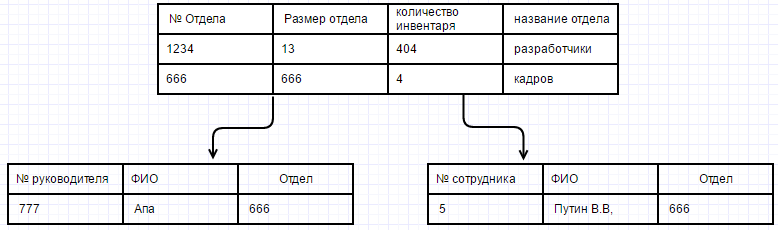 № Отдела Размер отдела количество инвентаря название отдела
1234 13 404 разработчики
666 666 4 кадров
№ руководителя ФИО Отдел
777 Апа 666
№ сотрудника ФИО Отдел
5 Путин В.В, 666